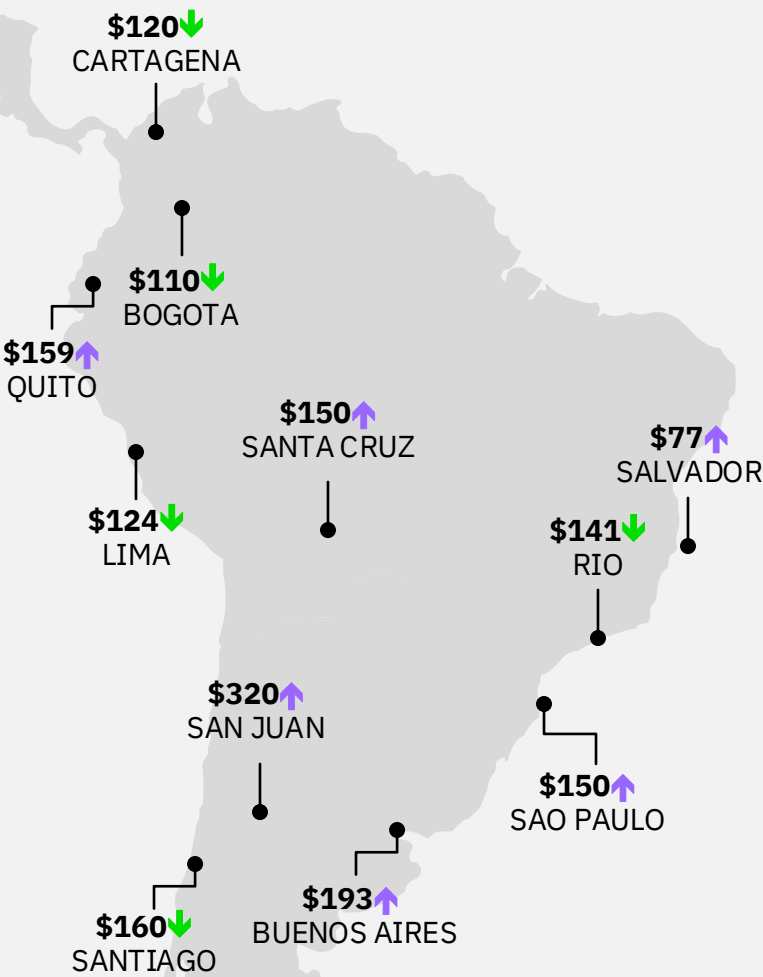 $120
CARTAGENA
$110
BOGOTA
$159
QUITO
$150
SANTA CRUZ
$77
SALVADOR
$124
LIMA
$141
RIO
$320
SAN JUAN
$150
SAO PAULO
$193
BUENOS AIRES
$160
SANTIAGO